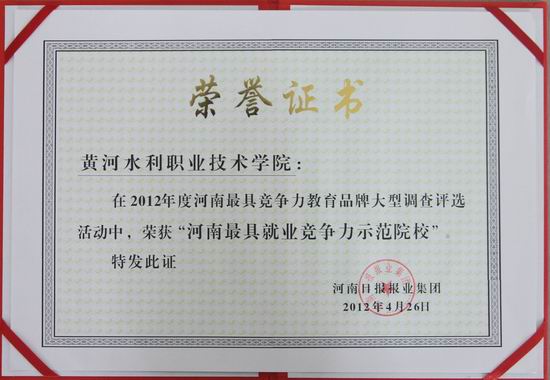 荣誉证书
黄河水利职业技术学院：
在2012年度河南最具竞争力教育品牌大型调查评选
活动中，荣获“河南最具就业竞争力示范院校”。
特发此证
河南日报报业集团
2012年4月26日